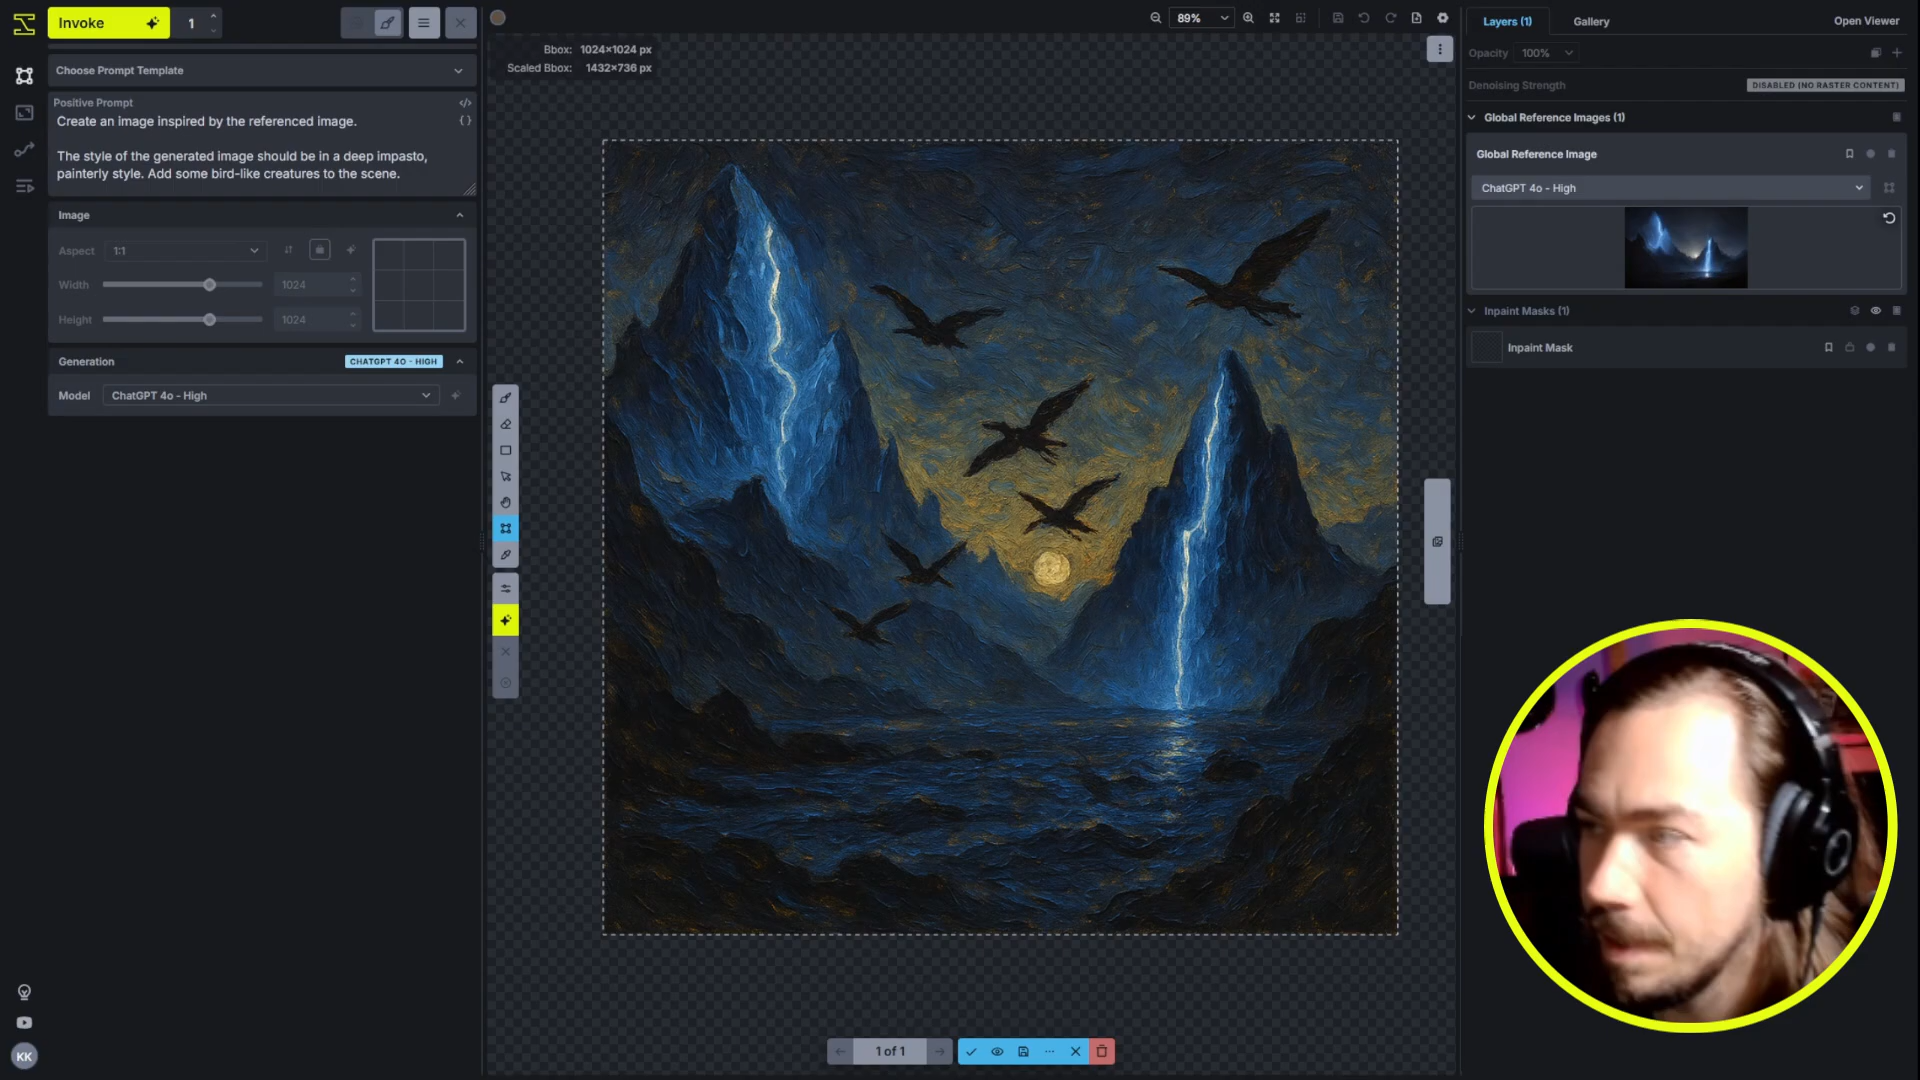 Invoke
1
89%
Layers (1)
Gallery
Open Viewer
Bbox: 1024×1024 px
Scaled Bbox: 1432×736 px
Opacity 100%
Denoising Strength
DISABLED (NO RASTER CONTENT)
Choose Prompt Template
Positive Prompt
Create an image inspired by the referenced image.
The style of the generated image should be in a deep impasto,
painterly style. Add some bird-like creatures to the scene.
Global Reference Images (1)
Global Reference Image
ChatGPT 4o - High
Inpaint Masks (1)
Inpaint Mask
Image
Aspect 1:1
Width 1024
Height 1024
Generation
CHATGPT 4O - HIGH
Model ChatGPT 4o - High
KK
1 of 1